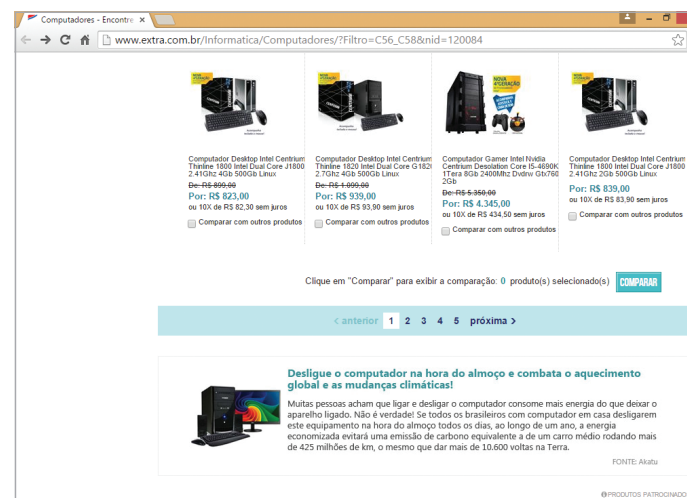 Computadores - Encontre
www.extra.com.br/Informatica/Computadores/?Filtro=C56_C58&nid=120084
Computador Desktop Intel Centrium
Thinline 1800 Intel Dual Core J1800
2.41Ghz 4Gb 500Gb Linux
De: R$ 899,00
Por: R$ 823,00
ou 10X de R$ 82,30 sem juros
Comparar com outros produtos
Computador Desktop Intel Centrium
Thinline 1820 Intel Dual Core G182
2.7Ghz 4Gb 500Gb Linux
De: R$ 1.099,00
Por: R$ 939,00
ou 10X de R$ 93,90 sem juros
Comparar com outros produtos
Computador Gamer Intel Nvidia
Centrium Desolation Core I5-4690K
1Tera 8Gb 2400Mhz Dvdrw Gtx760
2Gb
De: R$ 5.350,00
Por: R$ 4.345,00
ou 10X de R$ 434,50 sem juros
Comparar com outros produtos
Computador Desktop Intel Centrium
Thinline 1800 Intel Dual Core J1800
2.41Ghz 2Gb 500Gb Linux
Por: R$ 839,00
ou 10X de R$ 83,90 sem juros
Comparar com outros produtos
Clique em "Comparar" para exibir a comparação: 0 produto(s) selecionado(s) COMPARAR
< anterior 1 2 3 4 5 próxima >
Desligue o computador na hora do almoço e combata o aquecimento
global e as mudanças climáticas!
Muitas pessoas acham que ligar e desligar o computador consome mais energia do que deixar o
aparelho ligado. Não é verdade! Se todos os brasileiros com computador em casa desligarem
este equipamento na hora do almoço todos os dias, ao longo de um ano, a energia
economizada evitará uma emissão de carbono equivalente a de um carro médio rodando mais
de 425 milhões de km, o mesmo que dar mais de 10.600 voltas na Terra.
FONTE: Akatu
PRODUTOS PATROCINADO